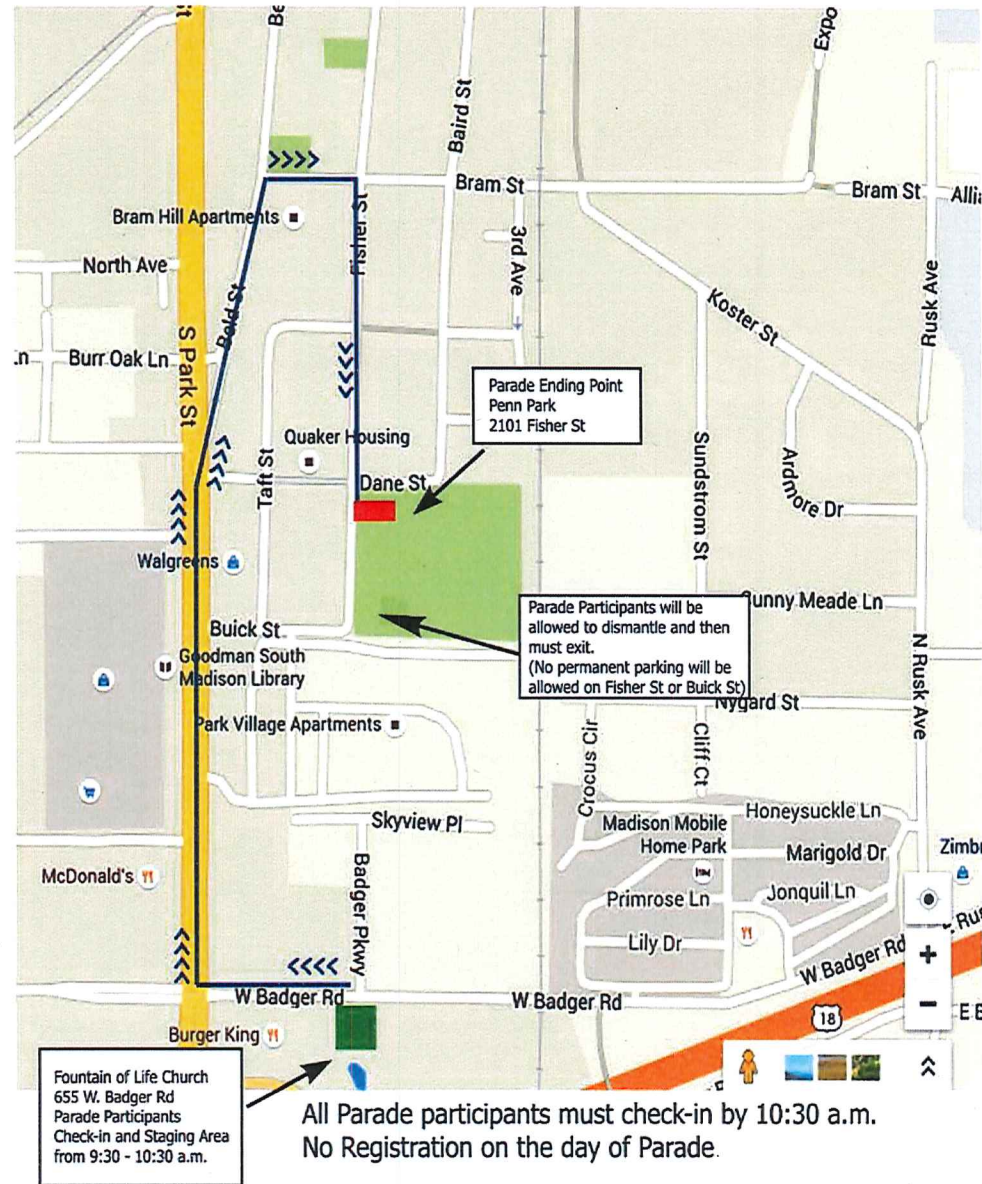 St
Be
Expo
Baird St
Bram St
Bram St
Allia
Bram Hill Apartments
Fisher St
3rd Ave
North Ave
Rusk Ave
Koster St
Bold St
S Park St
Ln
Burr Oak Ln
Parade Ending Point
Penn Park
2101 Fisher St
Quaker Housing
Taft St
Dane St
Sundstrom St
Ardmore Dr
Walgreens
Parade Participants will be
allowed to dismantle and then
must exit.
(No permanent parking will be
allowed on Fisher St or Buick St)
Sunny Meade Ln
Buick St
Goodman South
Madison Library
N Rusk Ave
Nygard St
Park Village Apartments
Crocus Cir
Cliff Ct
Honeysuckle Ln
Skyview Pl
Madison Mobile
Home Park
Marigold Dr
Zimbr
McDonald's
Badger Pkwy
Primrose Ln
Jonquil Ln
Lily Dr
E Rus
W Badger Rd
+
W Badger Rd
W Badger Rd
−
18
E B
Burger King
Fountain of Life Church
655 W. Badger Rd
Parade Participants
Check-in and Staging Area
from 9:30 - 10:30 a.m.
All Parade participants must check-in by 10:30 a.m.
No Registration on the day of Parade.